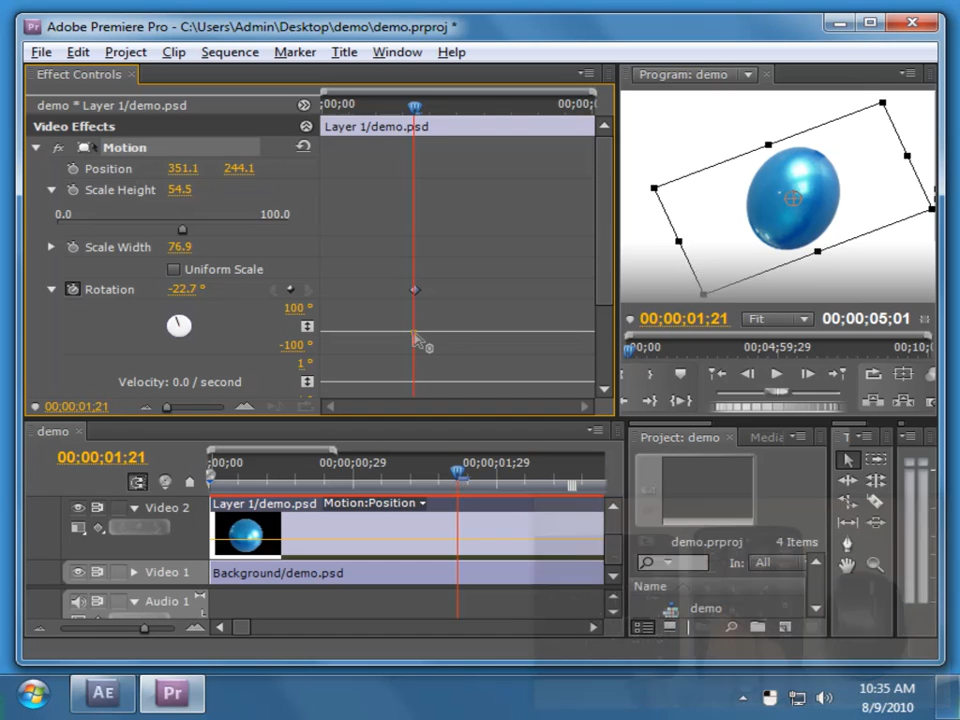 Pr Adobe Premiere Pro - C:\Users\Admin\Desktop\demo\demo.prproj *
File Edit Project Clip Sequence Marker Title Window Help
Effect Controls
Program: demo
demo * Layer 1/demo.psd
;00;00
00;00;
Video Effects
Layer 1/demo.psd
fx Motion
Position 351.1 244.1
Scale Height 54.5
0.0 100.0
Scale Width 76.9
Uniform Scale
Rotation -22.7 °
100 °
-100 °
1 °
Velocity: 0.0 / second
00;00;01;21
00;00;01;21 Fit 00;00;05;01
00;00 00;04;59;29 00;10;
demo
Project: demo
Media
T
00;00;01;21
;00;00 00;00;00;29 00;00;01;29
Layer 1/demo.psd Motion:Position
Video 2
demo.prproj 4 Items
In: All
Video 1 Background/demo.psd
Name
Audio 1
demo
AE Pr
10:35 AM
8/9/2010